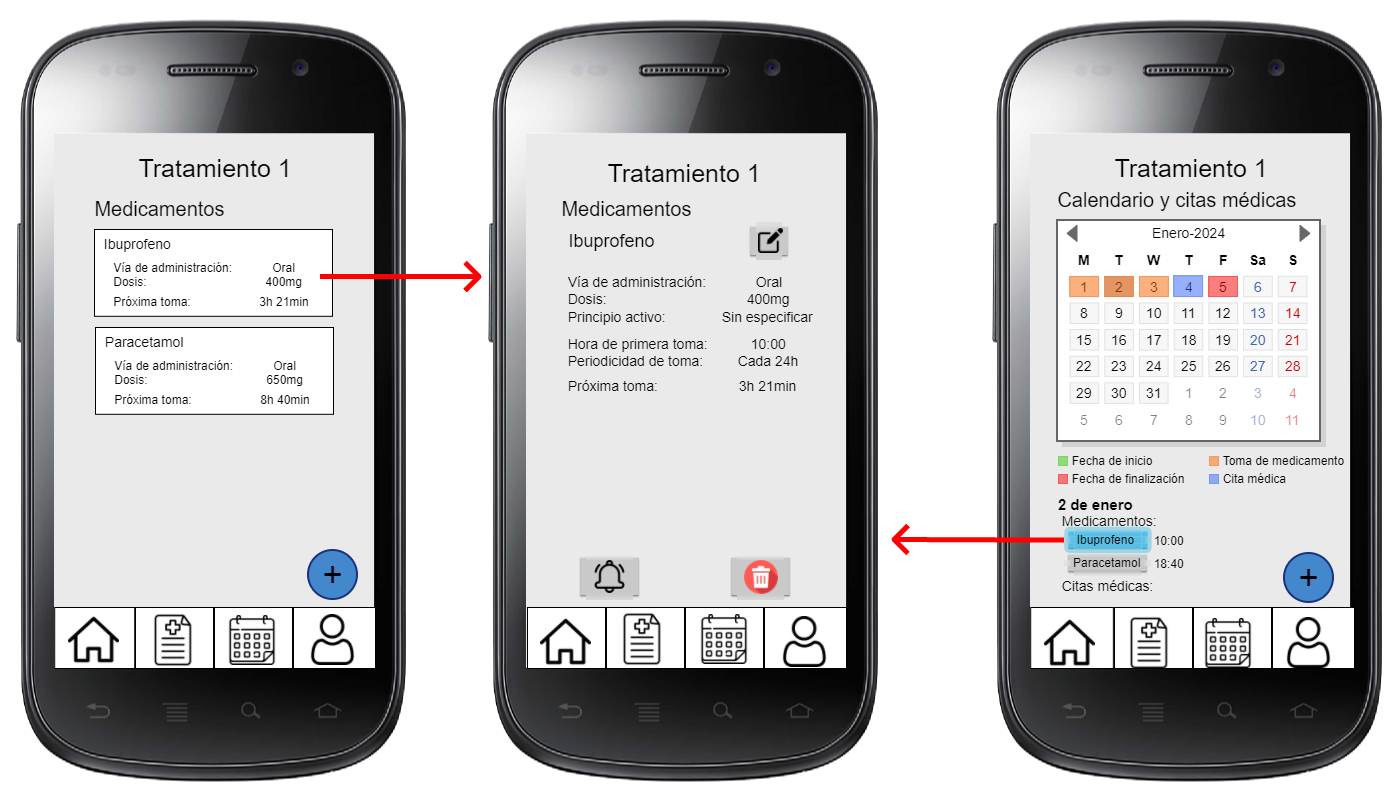 Tratamiento 1
Medicamentos
Ibuprofeno
Vía de administración: Oral
Dosis: 400mg
Próxima toma: 3h 21min
Paracetamol
Vía de administración: Oral
Dosis: 650mg
Próxima toma: 8h 40min
+
Tratamiento 1
Medicamentos
Ibuprofeno
Vía de administración: Oral
Dosis: 400mg
Principio activo: Sin especificar
Hora de primera toma: 10:00
Periodicidad de toma: Cada 24h
Próxima toma: 3h 21min
Tratamiento 1
Calendario y citas médicas
Enero-2024
M T W T F Sa S
1 2 3 4 5 6 7
8 9 10 11 12 13 14
15 16 17 18 19 20 21
22 23 24 25 26 27 28
29 30 31 1 2 3 4
5 6 7 8 9 10 11
Fecha de inicio Toma de medicamento
Fecha de finalización Cita médica
2 de enero
Medicamentos:
Ibuprofeno 10:00
Paracetamol 18:40
Citas médicas:
+